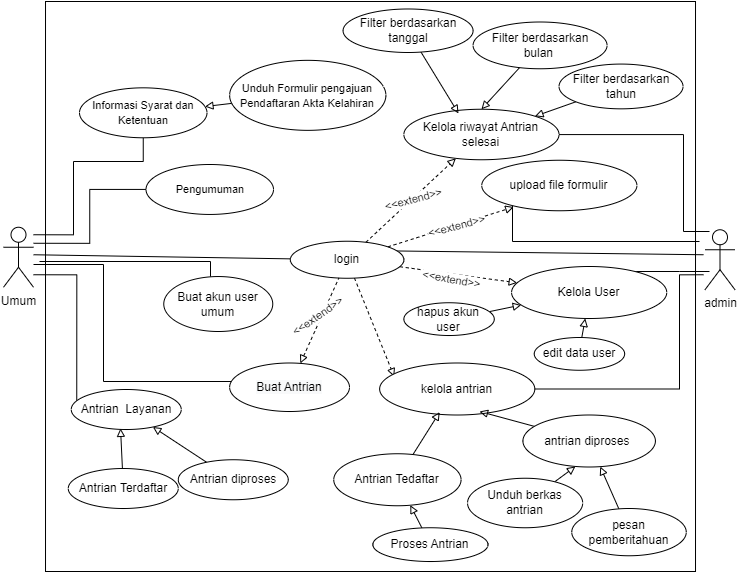 Filter berdasarkan
tanggal
Filter berdasarkan
bulan
Filter berdasarkan
tahun
Unduh Formulir pengajuan
Pendaftaran Akta Kelahiran
Informasi Syarat dan
Ketentuan
Kelola riwayat Antrian
selesai
Pengumuman
upload file formulir
<<extend>>
<<extend>>
login
<<extend>>
Umum
admin
Buat akun user
umum
Kelola User
hapus akun
user
<<extend>>
edit data user
Buat Antrian
kelola antrian
Antrian  Layanan
antrian diproses
Antrian Terdaftar
Antrian diproses
Antrian Tedaftar
Unduh berkas
antrian
pesan
pemberitahuan
Proses Antrian